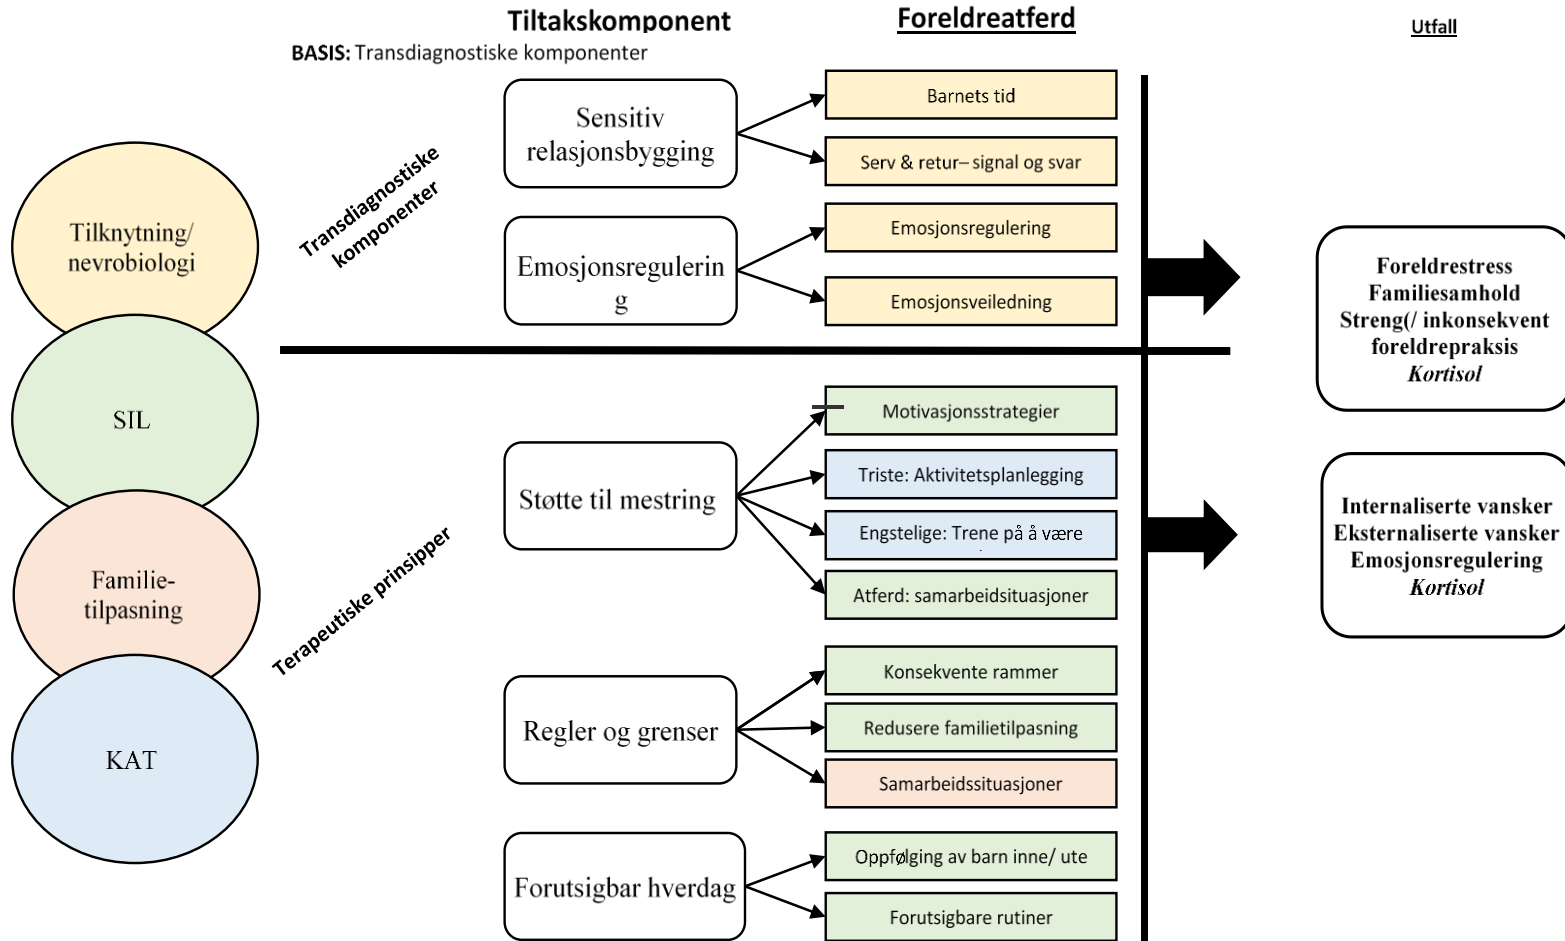 Tiltakskomponent
Foreldreatferd
Utfall
BASIS: Transdiagnostiske komponenter
Tilknytning/
nevrobiologi
SIL
Familie-
tilpasning
KAT
Transdiagnostiske
komponenter
Terapeutiske prinsipper
Sensitiv
relasjonsbygging
Barnets tid
Serv & retur– signal og svar
Emosjonsregulerin
g
Emosjonsregulering
Emosjonsveiledning
Støtte til mestring
Motivasjonsstrategier
Triste: Aktivitetsplanlegging
Engstelige: Trene på å være
Atferd: samarbeidsituasjoner
Regler og grenser
Konsekvente rammer
Redusere familietilpasning
Samarbeidssituasjoner
Forutsigbar hverdag
Oppfølging av barn inne/ ute
Forutsigbare rutiner
Foreldrestress
Familiesamhold
Streng(/ inkonsekvent
foreldrepraksis
Kortisol
Internaliserte vansker
Eksternaliserte vansker
Emosjonsregulering
Kortisol